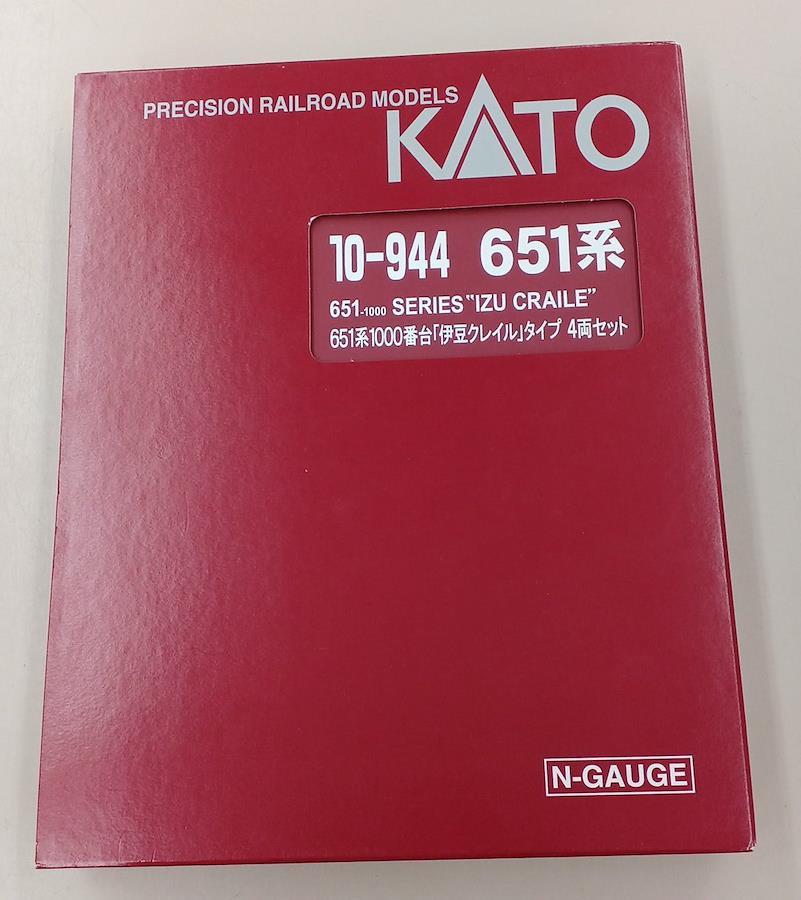 PRECISION RAILROAD MODELS
KATO
10-944 651系
651-1000 SERIES "IZU CRAILE"
651系1000番台「伊豆クレイル」タイプ 4両セット
N-GAUGE